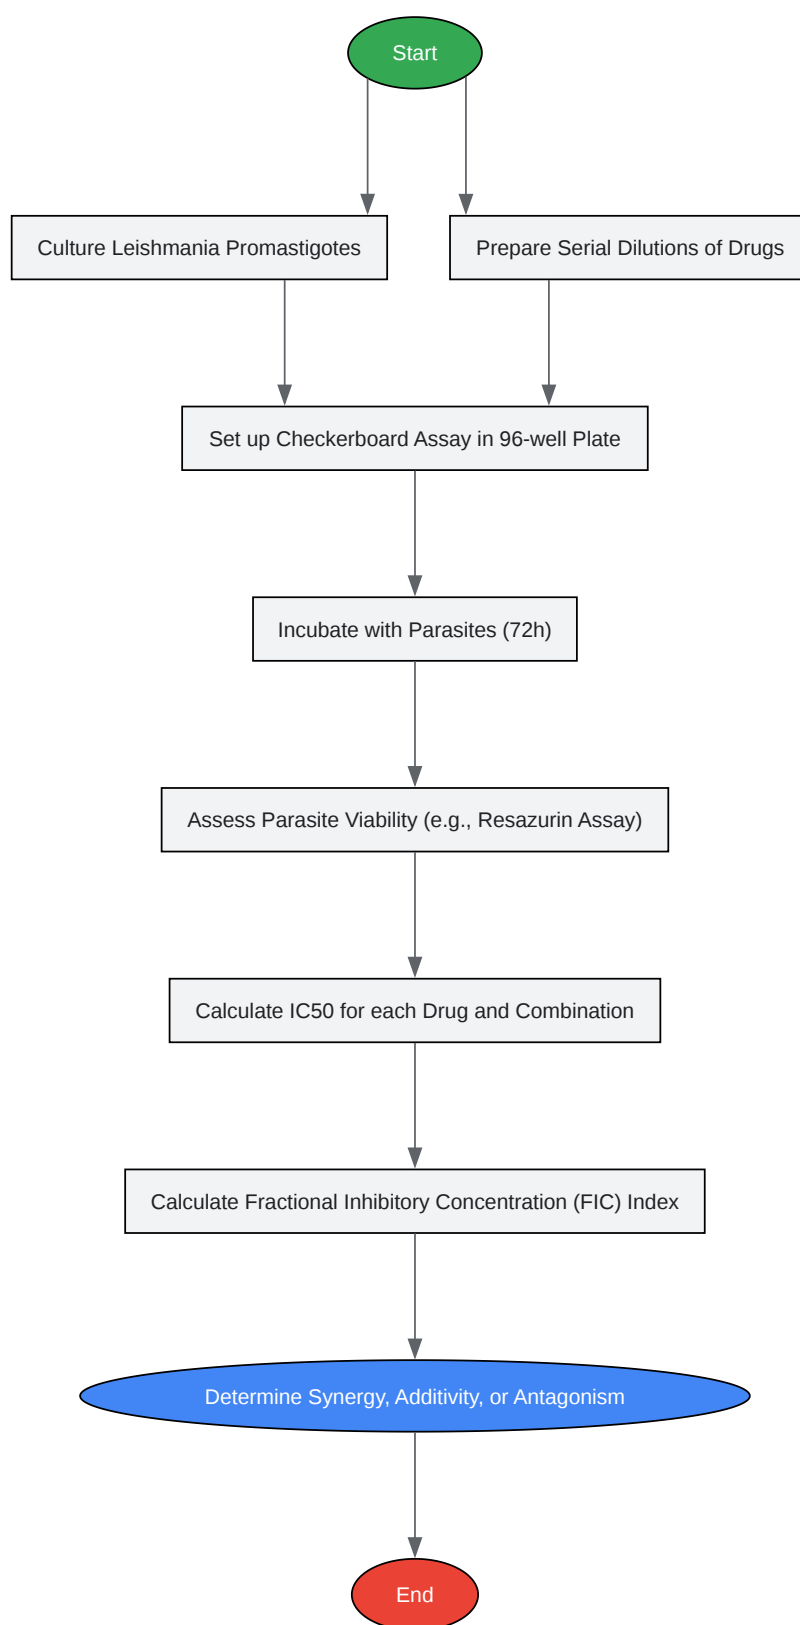 Start
Culture Leishmania Promastigotes
Prepare Serial Dilutions of Drugs
Set up Checkerboard Assay in 96-well Plate
Incubate with Parasites (72h)
Assess Parasite Viability (e.g., Resazurin Assay)
Calculate IC50 for each Drug and Combination
Calculate Fractional Inhibitory Concentration (FIC) Index
Determine Synergy, Additivity, or Antagonism
End